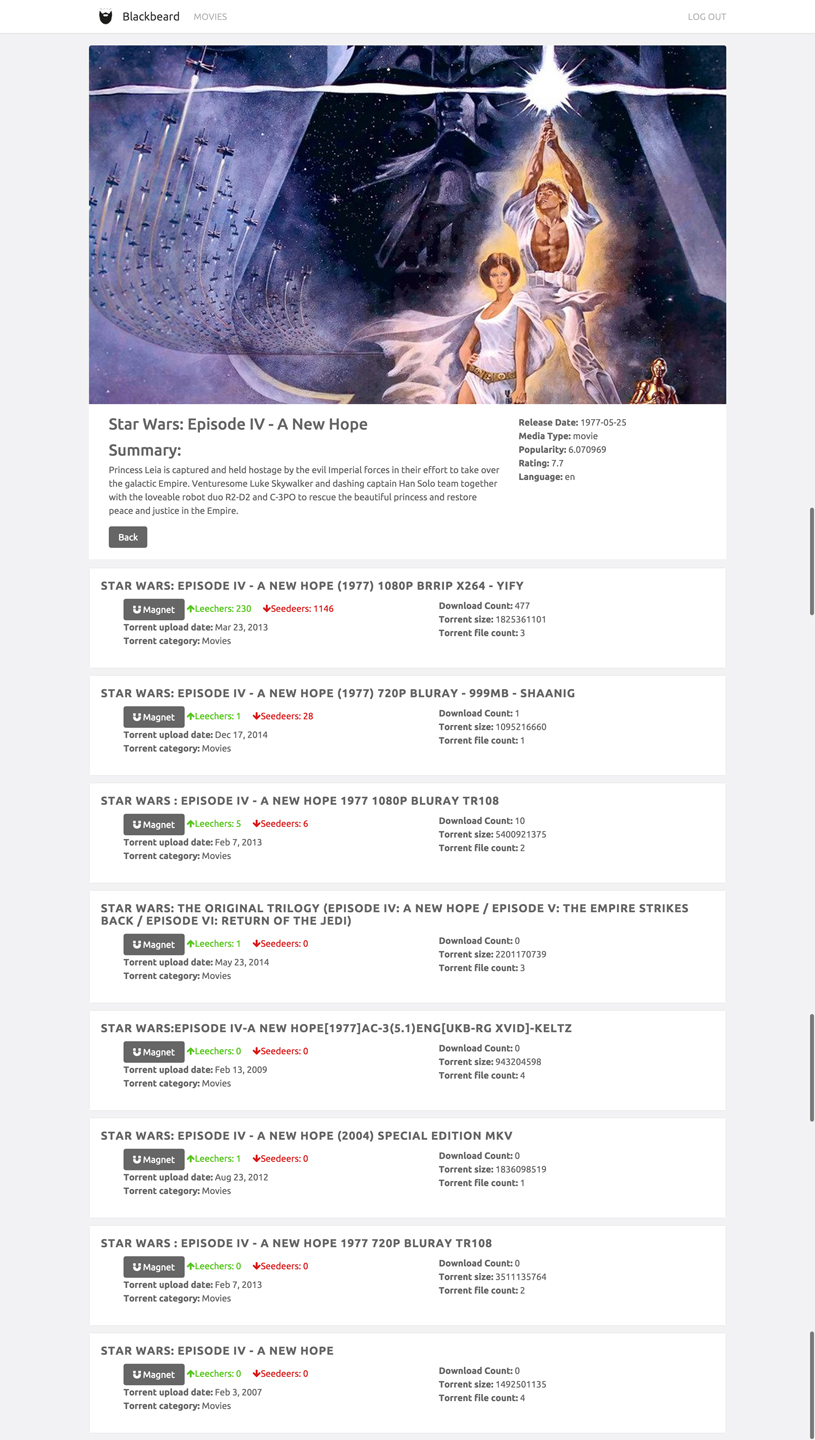 Blackbeard MOVIES LOG OUT
Star Wars: Episode IV - A New Hope
Summary:
Princess Leia is captured and held hostage by the evil Imperial forces in their effort to take over
the galactic Empire. Venturesome Luke Skywalker and dashing captain Han Solo team together
with the loveable robot duo R2-D2 and C-3PO to rescue the beautiful princess and restore
peace and justice in the Empire.
Back
Release Date: 1977-05-25
Media Type: movie
Popularity: 6.070969
Rating: 7.7
Language: en
STAR WARS: EPISODE IV - A NEW HOPE (1977) 1080P BRRIP X264 - YIFY
Magnet Leechers: 230 Seedeers: 1146
Torrent upload date: Mar 23, 2013
Torrent category: Movies
Download Count: 477
Torrent size: 1825361101
Torrent file count: 3
STAR WARS: EPISODE IV - A NEW HOPE (1977) 720P BLURAY - 999MB - SHAANIG
Magnet Leechers: 1 Seedeers: 28
Torrent upload date: Dec 17, 2014
Torrent category: Movies
Download Count: 1
Torrent size: 1095216660
Torrent file count: 1
STAR WARS : EPISODE IV - A NEW HOPE 1977 1080P BLURAY TR108
Magnet Leechers: 5 Seedeers: 6
Torrent upload date: Feb 7, 2013
Torrent category: Movies
Download Count: 10
Torrent size: 5400921375
Torrent file count: 2
STAR WARS: THE ORIGINAL TRILOGY (EPISODE IV: A NEW HOPE / EPISODE V: THE EMPIRE STRIKES
BACK / EPISODE VI: RETURN OF THE JEDI)
Magnet Leechers: 1 Seedeers: 0
Torrent upload date: May 23, 2014
Torrent category: Movies
Download Count: 0
Torrent size: 2201170739
Torrent file count: 3
STAR WARS:EPISODE IV-A NEW HOPE[1977]AC-3(5.1)ENG[UKB-RG XVID]-KELTZ
Magnet Leechers: 0 Seedeers: 0
Torrent upload date: Feb 13, 2009
Torrent category: Movies
Download Count: 0
Torrent size: 943204598
Torrent file count: 4
STAR WARS: EPISODE IV - A NEW HOPE (2004) SPECIAL EDITION MKV
Magnet Leechers: 1 Seedeers: 0
Torrent upload date: Aug 23, 2012
Torrent category: Movies
Download Count: 0
Torrent size: 1836098519
Torrent file count: 1
STAR WARS : EPISODE IV - A NEW HOPE 1977 720P BLURAY TR108
Magnet Leechers: 0 Seedeers: 0
Torrent upload date: Feb 7, 2013
Torrent category: Movies
Download Count: 0
Torrent size: 3511135764
Torrent file count: 2
STAR WARS: EPISODE IV - A NEW HOPE
Magnet Leechers: 0 Seedeers: 0
Torrent upload date: Feb 3, 2007
Torrent category: Movies
Download Count: 0
Torrent size: 1492501135
Torrent file count: 4